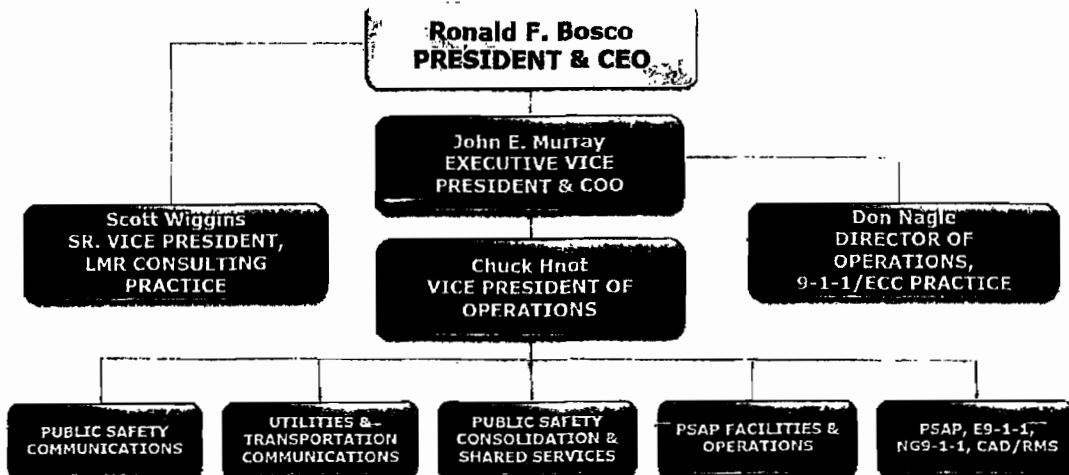 Ronald F. Bosco
PRESIDENT & CEO
John E. Murray
EXECUTIVE VICE
PRESIDENT & COO
Scott Wiggins
SR. VICE PRESIDENT,
LMR CONSULTING
PRACTICE
Chuck Hnot
VICE PRESIDENT OF
OPERATIONS
Don Nagle
DIRECTOR OF
OPERATIONS,
9-1-1/ECC PRACTICE
PUBLIC SAFETY
COMMUNICATIONS
UTILITIES &
TRANSPORTATION
COMMUNICATIONS
PUBLIC SAFETY
CONSOLIDATION &
SHARED SERVICES
PSAP FACILITIES &
OPERATIONS
PSAP, E9-1-1,
NG9-1-1, CAD/RMS